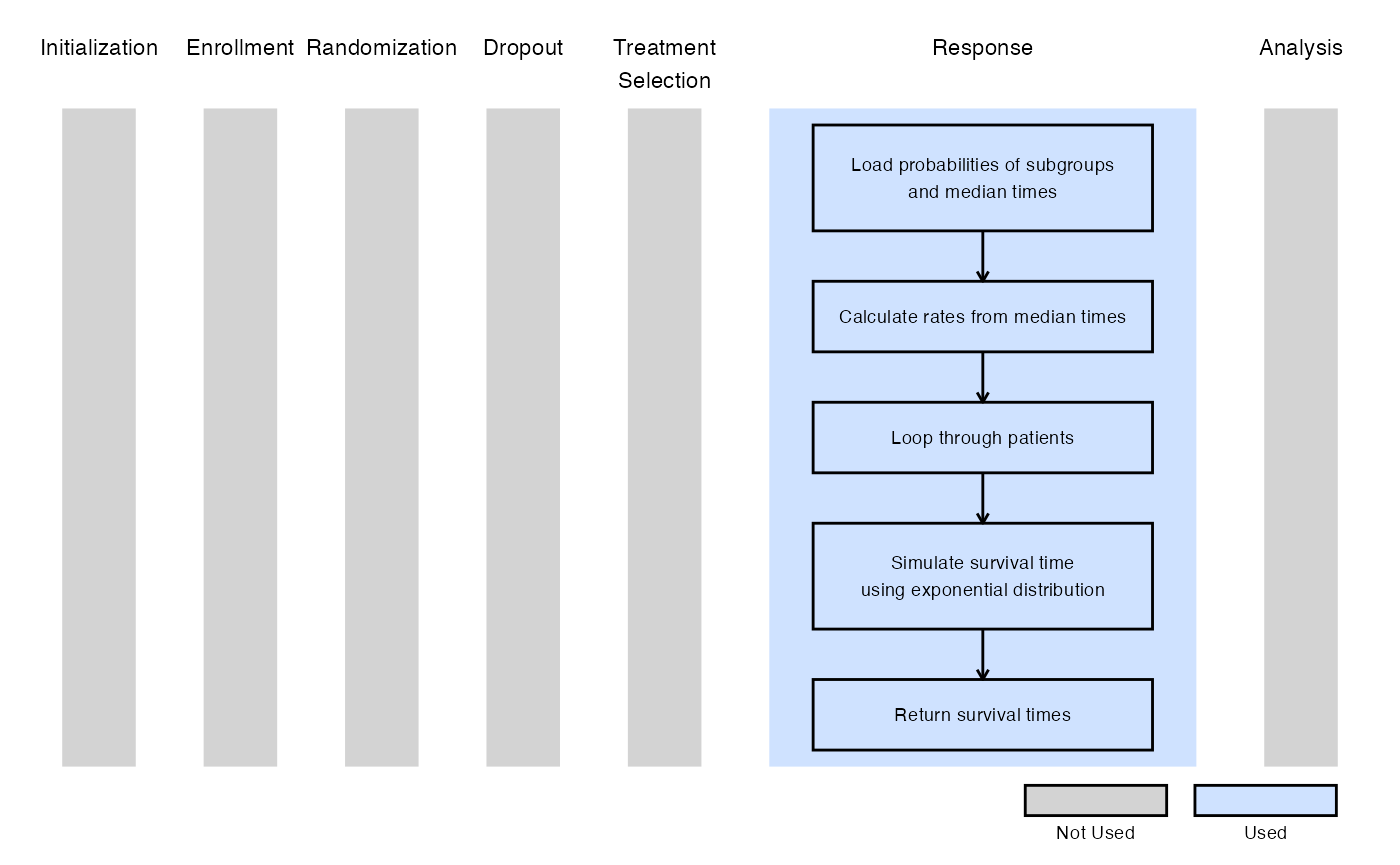 Initialization
Enrollment
Randomization
Dropout
Treatment
Selection
Response
Analysis
Load probabilities of subgroups
and median times
Calculate rates from median times
Loop through patients
Simulate survival time
using exponential distribution
Return survival times
Not Used
Used